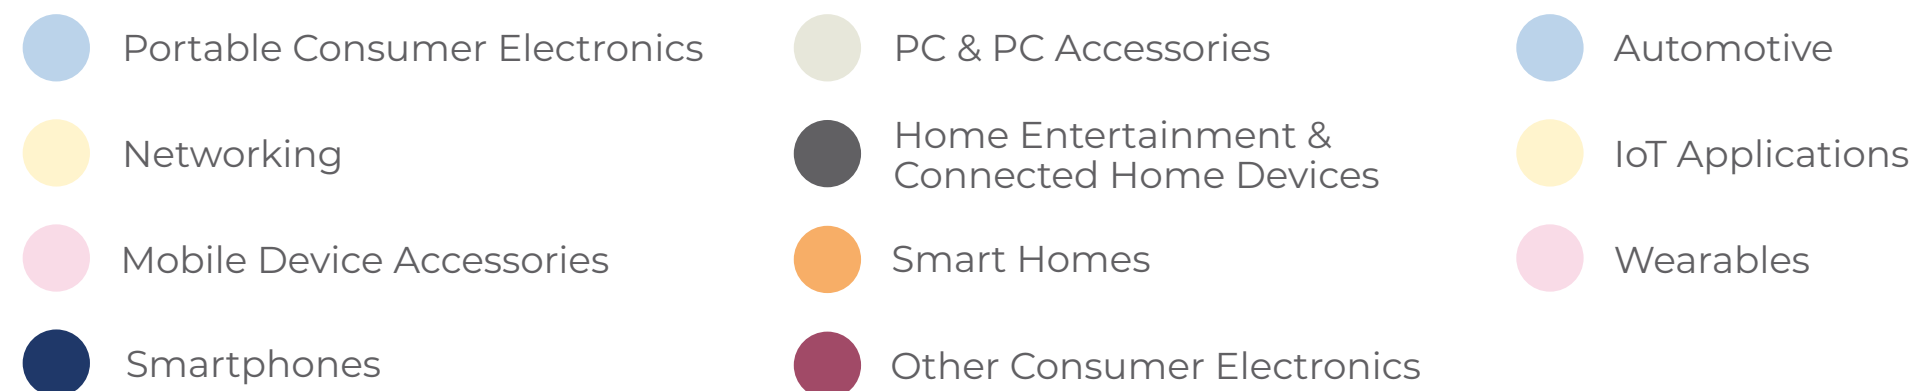 Portable Consumer Electronics
Networking
Mobile Device Accessories
Smartphones
PC & PC Accessories
Home Entertainment &
Connected Home Devices
Smart Homes
Other Consumer Electronics
Automotive
IoT Applications
Wearables